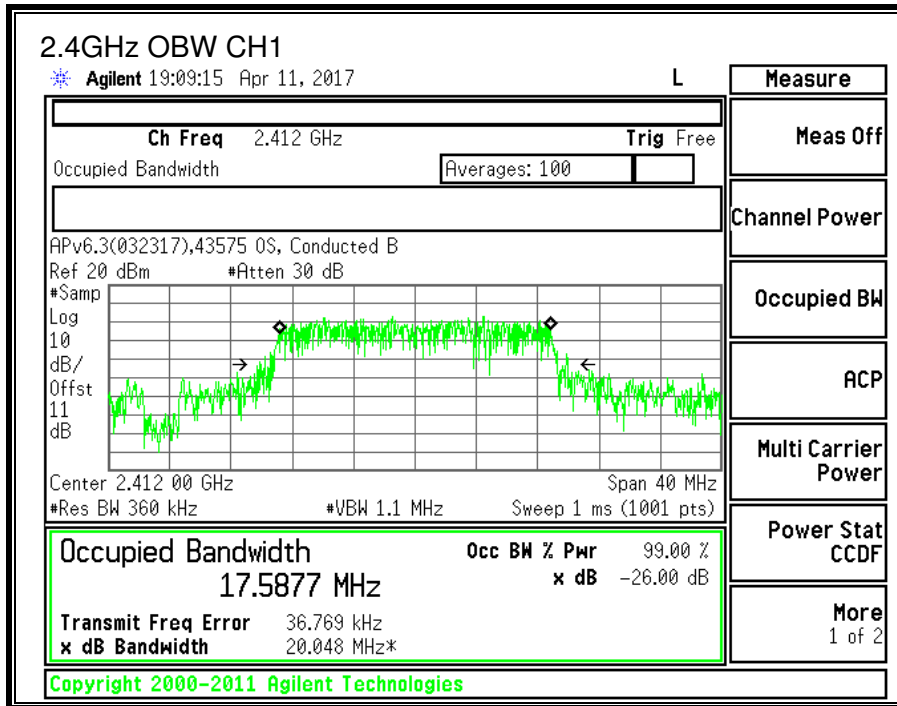 2.4GHz OBW CH1
Agilent 19:09:15 Apr 11, 2017 L
Ch Freq 2.412 GHz Trig Free
Occupied Bandwidth Averages: 100
APv6.3(032317),43575 OS, Conducted B
Ref 20 dBm #Atten 30 dB
#Samp
Log
10
dB/
Offst
11
dB
Center 2.412 00 GHz Span 40 MHz
#Res BW 360 kHz #VBW 1.1 MHz Sweep 1 ms (1001 pts)
Occupied Bandwidth Occ BW % Pwr 99.00 %
17.5877 MHz x dB -26.00 dB
Transmit Freq Error 36.769 kHz
x dB Bandwidth 20.048 MHz*
Copyright 2000-2011 Agilent Technologies
Measure
Meas Off
Channel Power
Occupied BW
ACP
Multi Carrier
Power
Power Stat
CCDF
More
1 of 2